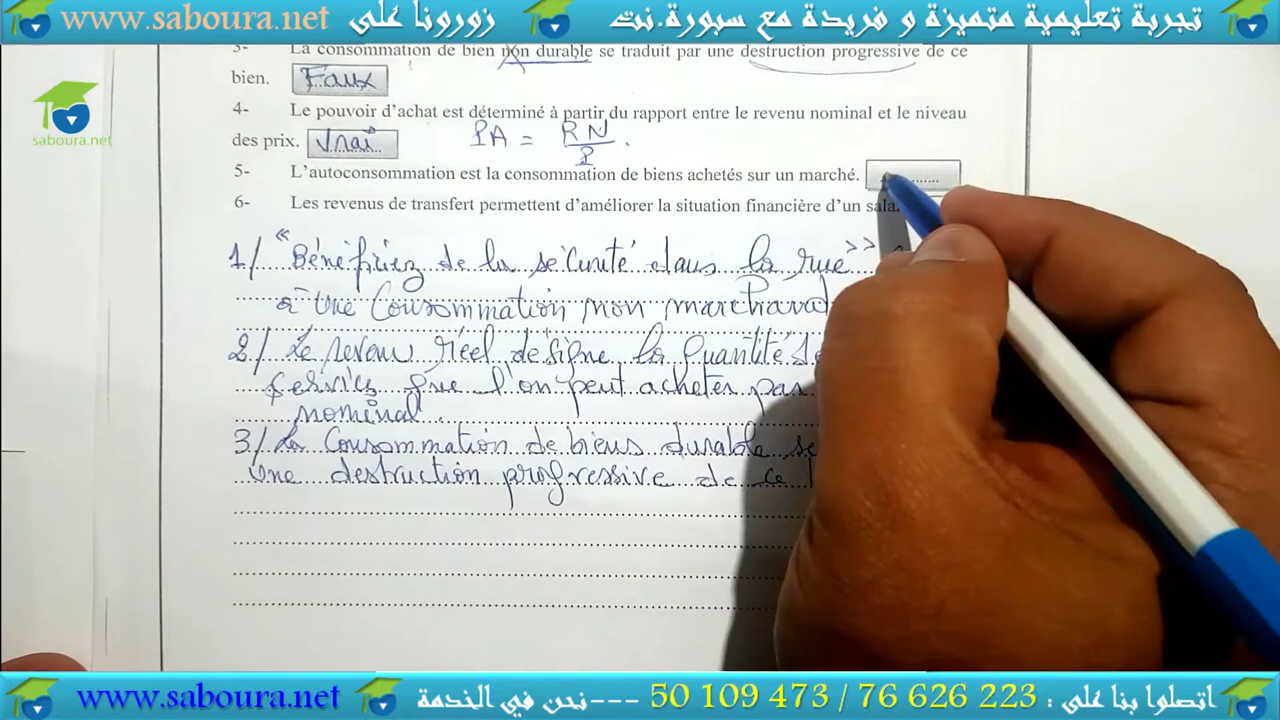 www.saboura.net زورونا على تجربة تعليمية متميزة و فريدة مع سبورة.نت
3- La consommation de bien non durable se traduit par une destruction progressive de ce
bien. Faux
saboura.net
4- Le pouvoir d'achat est déterminé à partir du rapport entre le revenu nominal et le niveau
des prix. Vrai PA = RN / P.
5- L'autoconsommation est la consommation de biens achetés sur un marché.
6- Les revenus de transfert permettent d'améliorer la situation financière d'un sala
1/ "Bénéficiez de la sécurité dans la rue"
à une Consommation non marchand
2/ Le revenu réel désigne la quantité de
services que l'on peut acheter par
nominal.
3/ La Consommation de biens durable se
une destruction progressive de ce
www.saboura.net نحن في الخدمة--- 50 109 473 / 76 626 223 : اتصلوا بنا على